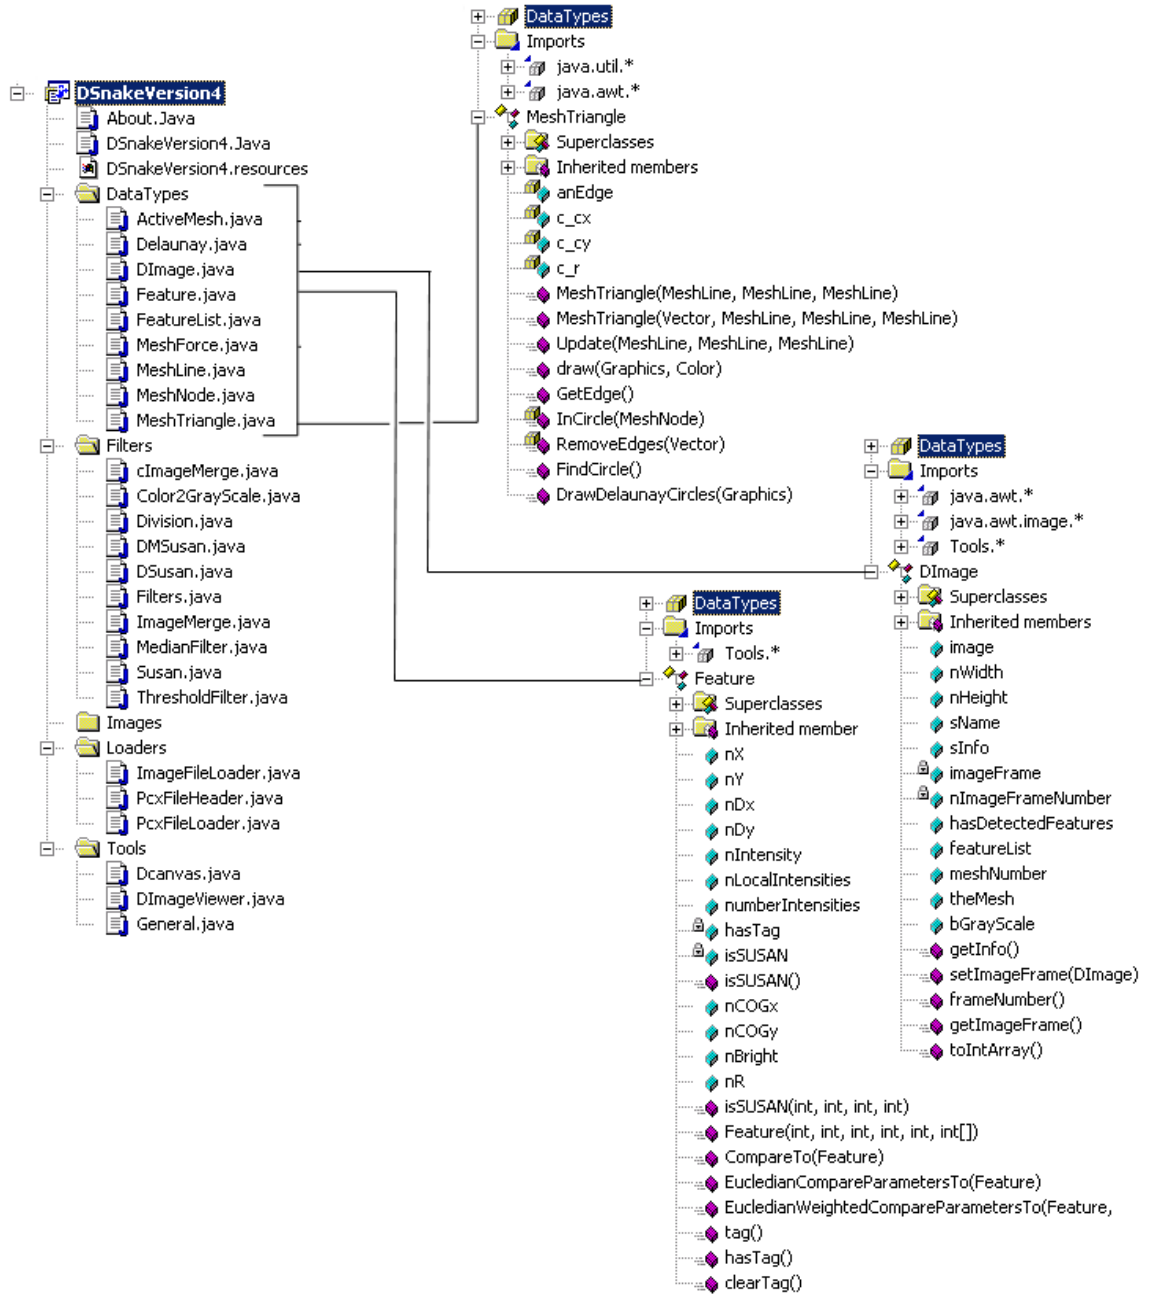 DSnakeVersion4
About.Java
DSnakeVersion4.Java
DSnakeVersion4.resources
DataTypes
ActiveMesh.java
Delaunay.java
DImage.java
Feature.java
FeatureList.java
MeshForce.java
MeshLine.java
MeshNode.java
MeshTriangle.java
Filters
cImageMerge.java
Color2GrayScale.java
Division.java
DMSusan.java
DSusan.java
Filters.java
ImageMerge.java
MedianFilter.java
Susan.java
ThresholdFilter.java
Images
Loaders
ImageFileLoader.java
PcxFileHeader.java
PcxFileLoader.java
Tools
Dcanvas.java
DImageViewer.java
General.java
DataTypes
Imports
java.util.*
java.awt.*
MeshTriangle
Superclasses
Inherited members
anEdge
c_cx
c_cy
c_r
MeshTriangle(MeshLine, MeshLine, MeshLine)
MeshTriangle(Vector, MeshLine, MeshLine, MeshLine)
Update(MeshLine, MeshLine, MeshLine)
draw(Graphics, Color)
GetEdge()
InCircle(MeshNode)
RemoveEdges(Vector)
FindCircle()
DrawDelaunayCircles(Graphics)
DataTypes
Imports
Tools.*
Feature
Superclasses
Inherited member
nX
nY
nDx
nDy
nIntensity
nLocalIntensities
numberIntensities
hasTag
isSUSAN
isSUSAN()
nCOGx
nCOGy
nBright
nR
isSUSAN(int, int, int, int)
Feature(int, int, int, int, int, int[])
CompareTo(Feature)
EucledianCompareParametersTo(Feature)
EucledianWeightedCompareParametersTo(Feature,
tag()
hasTag()
clearTag()
DataTypes
Imports
java.awt.*
java.awt.image.*
Tools.*
DImage
Superclasses
Inherited members
image
nWidth
nHeight
sName
sInfo
imageFrame
nImageFrameNumber
hasDetectedFeatures
featureList
meshNumber
theMesh
bGrayScale
getInfo()
setImageFrame(DImage)
frameNumber()
getImageFrame()
toIntArray()